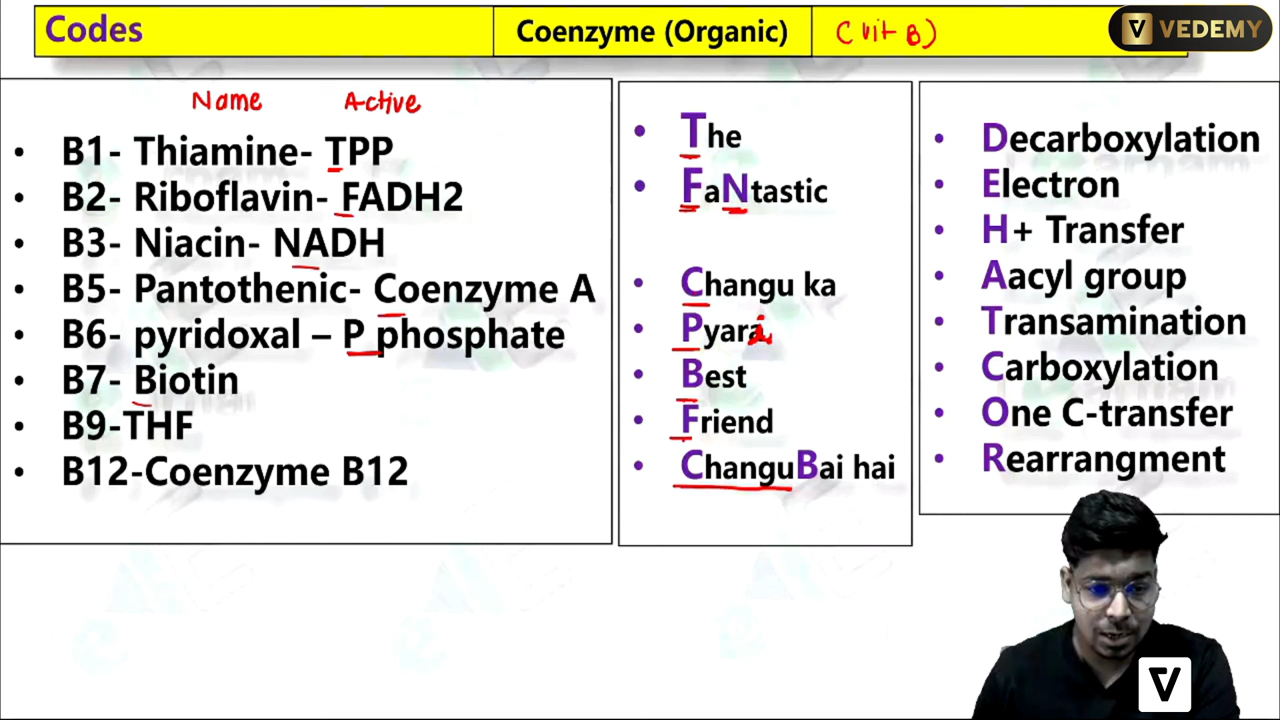 Codes
Coenzyme (Organic)
(vit B)
VEDEMY
Name Active
• B1- Thiamine- TPP
• B2- Riboflavin- FADH2
• B3- Niacin- NADH
• B5- Pantothenic- Coenzyme A
• B6- pyridoxal – P phosphate
• B7- Biotin
• B9-THF
• B12-Coenzyme B12
• The
• FaNtastic
• Changu ka
• Pyari
• Best
• Friend
• ChanguBai hai
• Decarboxylation
• Electron
• H+ Transfer
• Aacyl group
• Transamination
• Carboxylation
• One C-transfer
• Rearrangment